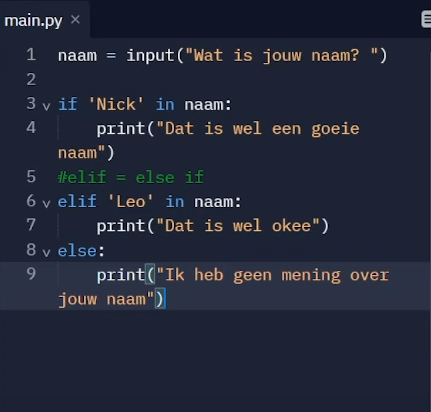 main.py ×
1 naam = input("Wat is jouw naam? ")
2
3 if 'Nick' in naam:
4 print("Dat is wel een goeie
naam")
5 #elif = else if
6 elif 'Leo' in naam:
7 print("Dat is wel okee")
8 else:
9 print("Ik heb geen mening over
jouw naam")